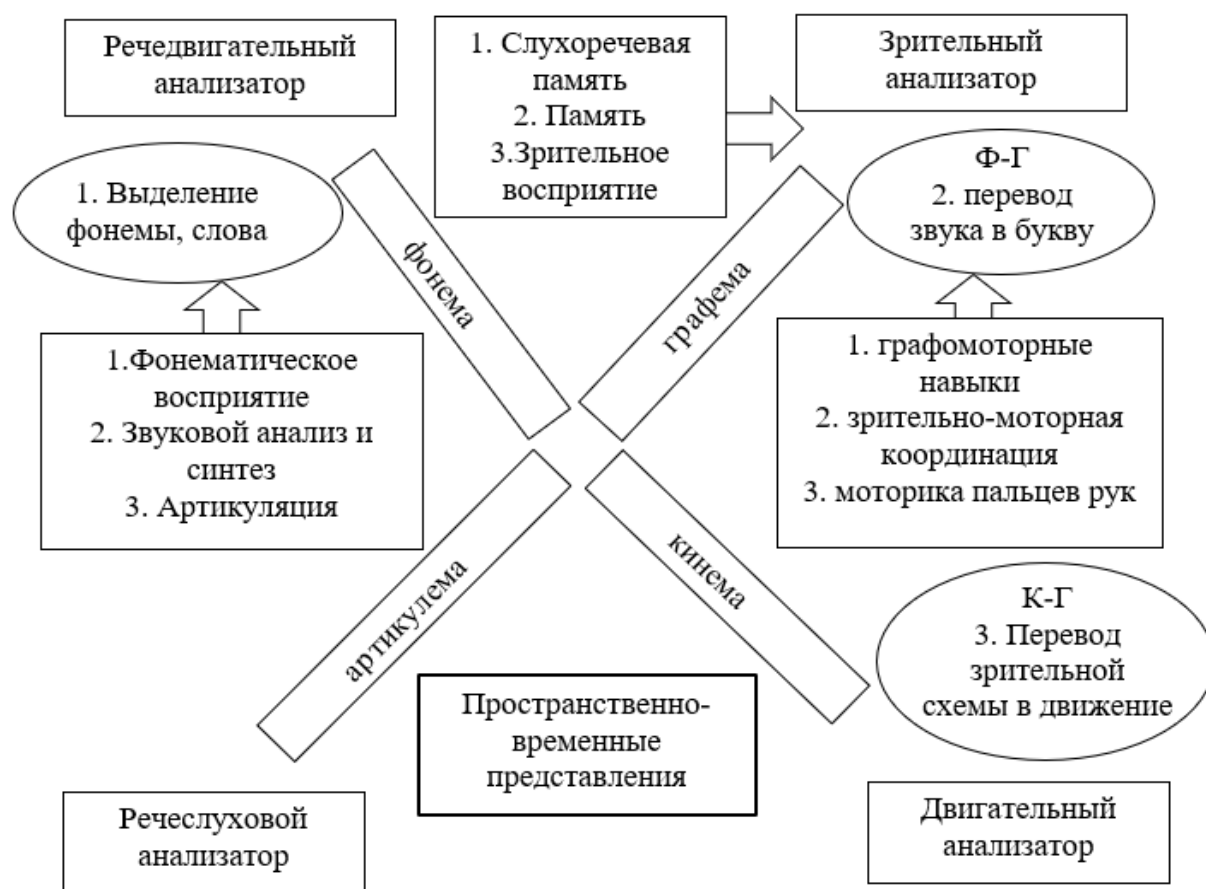 Речедвигательный
анализатор
1. Слухоречевая
память
2. Память
3.Зрительное
восприятие
Зрительный
анализатор
1. Выделение
фонемы, слова
фонема
графема
Ф-Г
2. перевод
звука в букву
1.Фонематическое
восприятие
2. Звуковой анализ и
синтез
3. Артикуляция
1. графомоторные
навыки
2. зрительно-моторная
координация
3. моторика пальцев рук
артикулема
кинема
К-Г
3. Перевод
зрительной
схемы в движение
Пространственно-
временные
представления
Речеслуховой
анализатор
Двигательный
анализатор